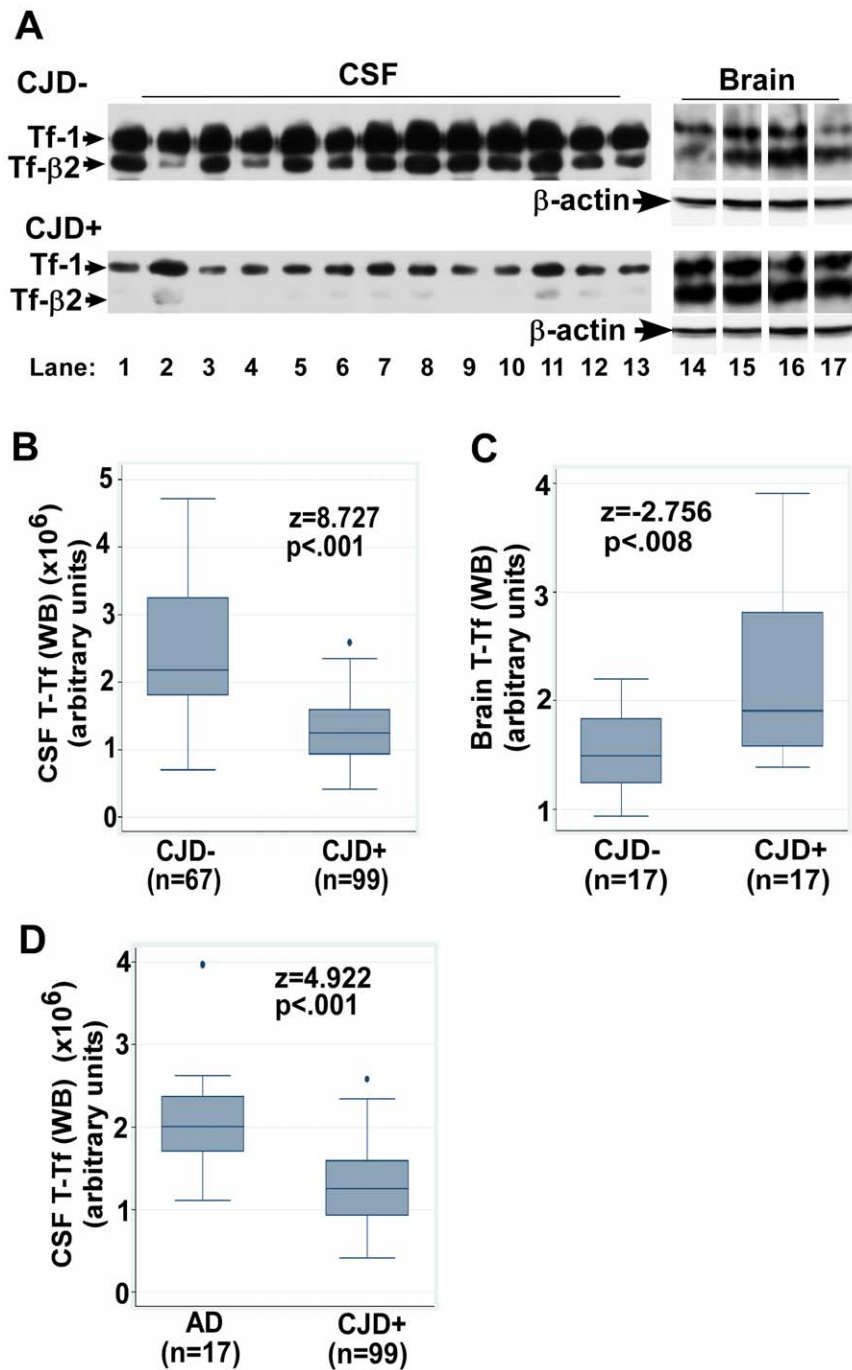 A
CJD-
CSF
Brain
Tf-1
Tf-β2
β-actin
CJD+
Tf-1
Tf-β2
β-actin
Lane: 1 2 3 4 5 6 7 8 9 10 11 12 13 14 15 16 17
B
CSF T-Tf (WB) (x10⁶)
(arbitrary units)
5
4
3
2
1
0
z=8.727
p<.001
CJD-
(n=67)
CJD+
(n=99)
C
Brain T-Tf (WB)
(arbitrary units)
4
3
2
1
z=-2.756
p<.008
CJD-
(n=17)
CJD+
(n=17)
D
CSF T-Tf (WB) (x10⁶)
(arbitrary units)
4
3
2
1
0
z=4.922
p<.001
AD
(n=17)
CJD+
(n=99)